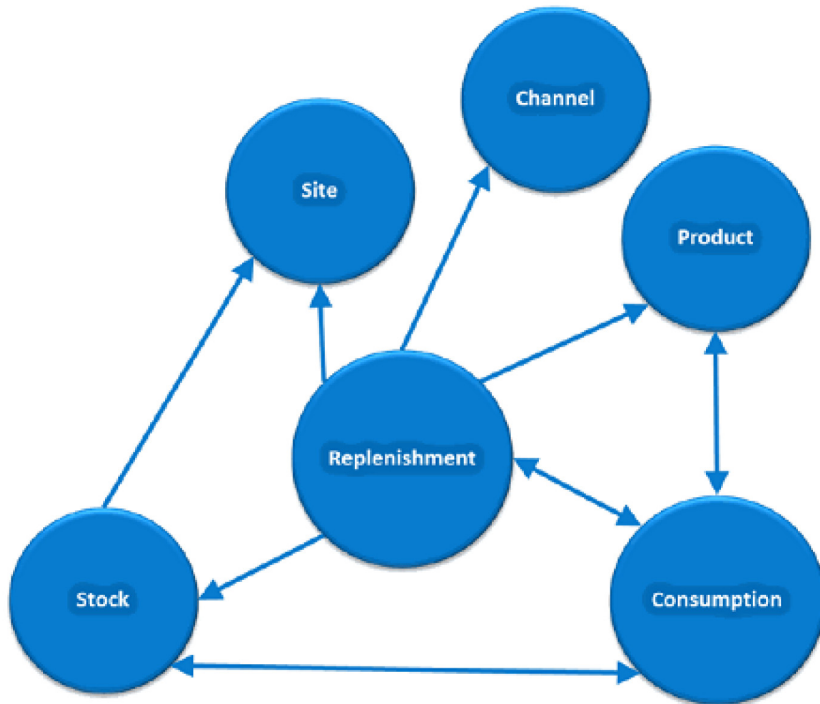 Channel
Site
Product
Replenishment
Stock
Consumption